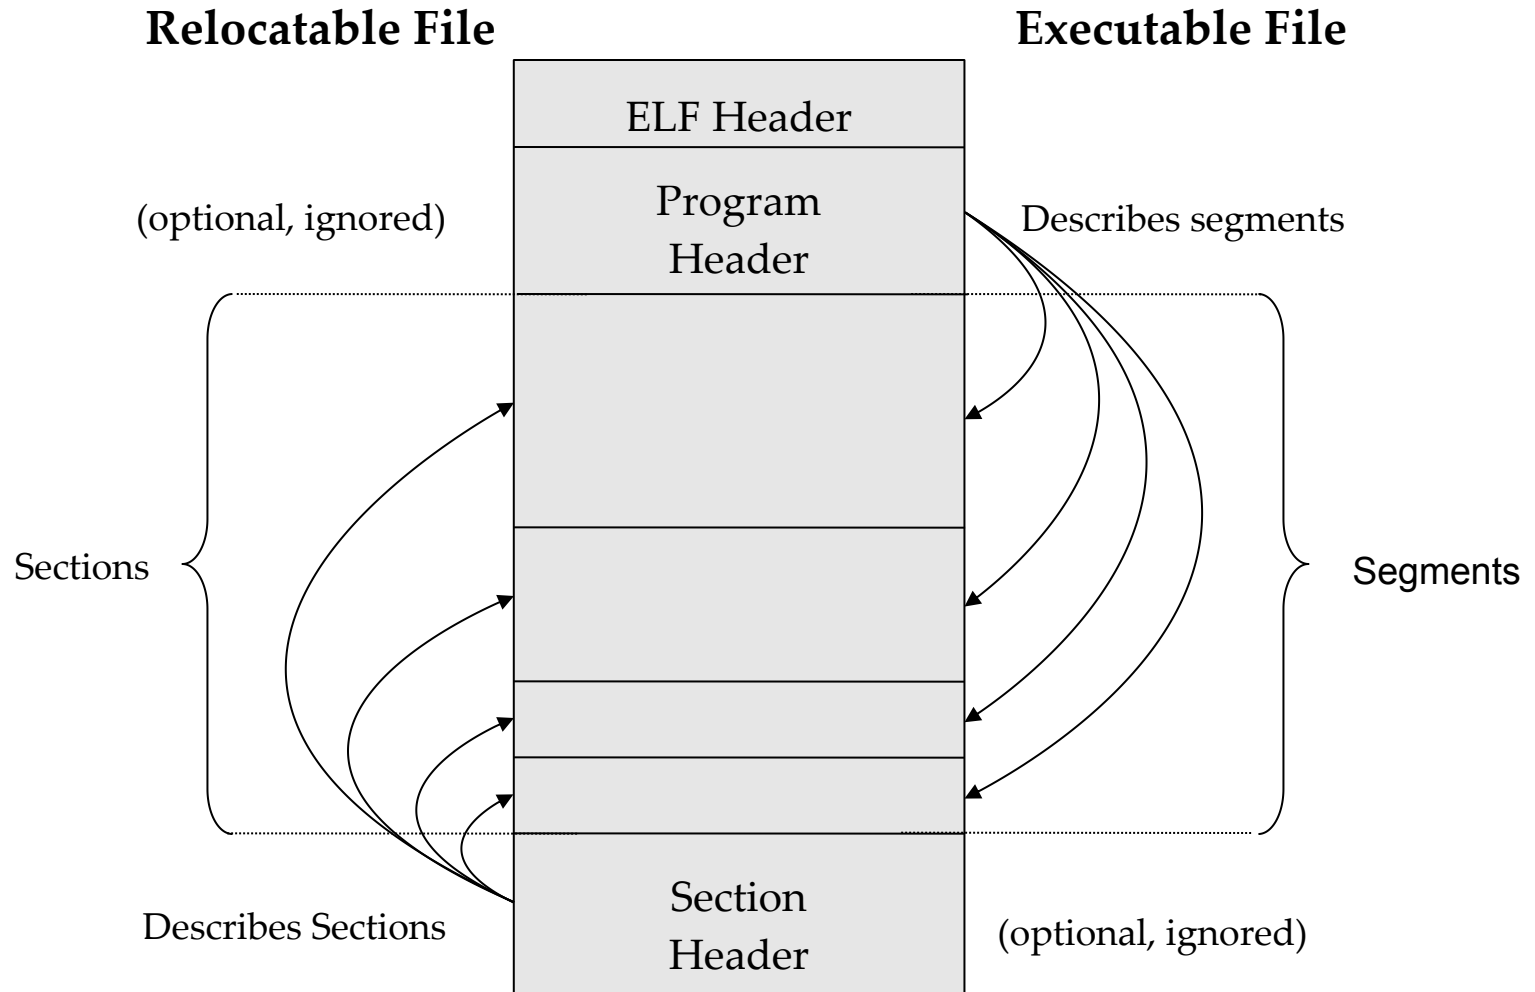 Relocatable File
Executable File
ELF Header
Program
Header
(optional, ignored)
Describes segments
Sections
Segments
Describes Sections
Section
Header
(optional, ignored)